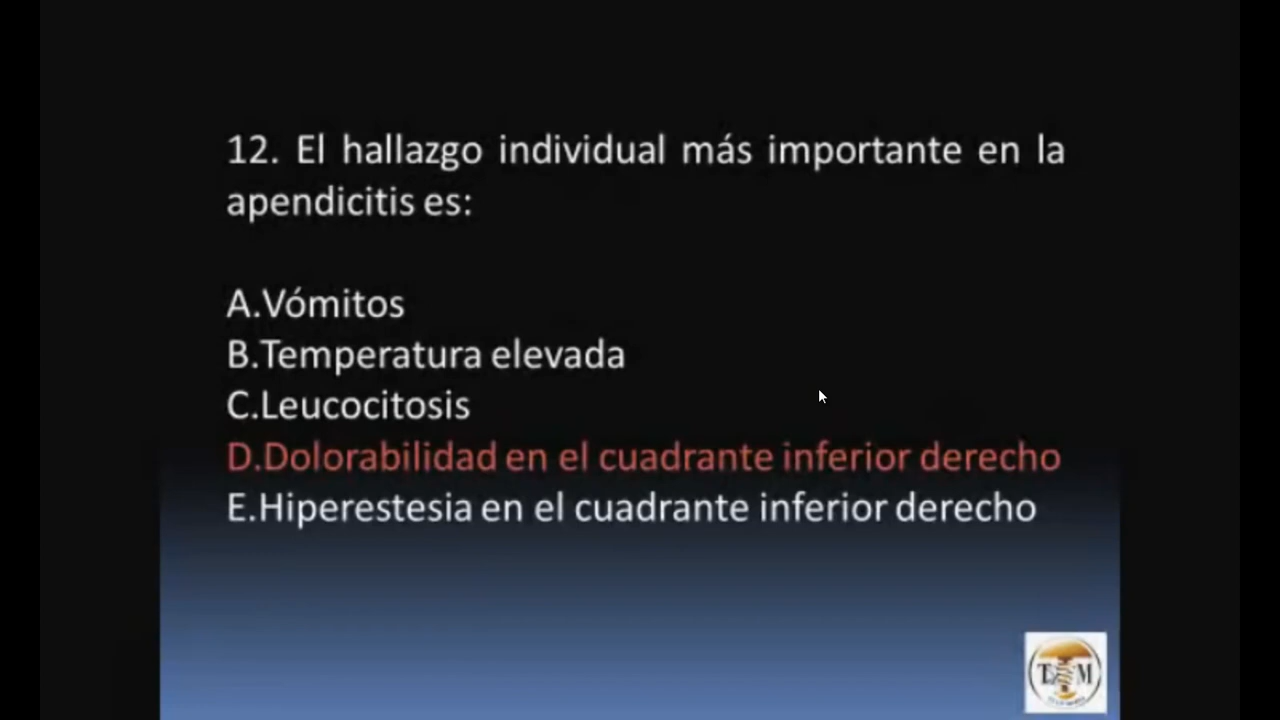 12. El hallazgo individual más importante en la
apendicitis es:
A.Vómitos
B.Temperatura elevada
C.Leucocitosis
D.Dolorabilidad en el cuadrante inferior derecho
E.Hiperestesia en el cuadrante inferior derecho